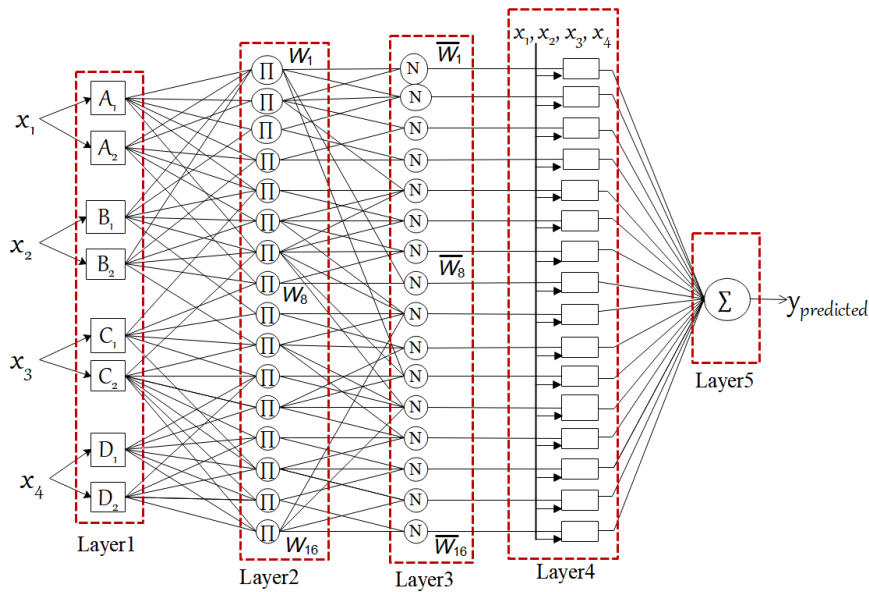 x₁
x₂
x₃
x₄
A₁
A₂
B₁
B₂
C₁
C₂
D₁
D₂
Layer1
W₁
∏
∏
∏
∏
∏
∏
∏
∏
W₈
∏
∏
∏
∏
∏
∏
∏
∏
W₁₆
Layer2
W̅₁
N
N
N
N
N
N
N
W̅₈
N
N
N
N
N
N
N
N
N
W̅₁₆
Layer3
x₁, x₂, x₃, x₄
Layer4
∑
Layer5
y_predicted